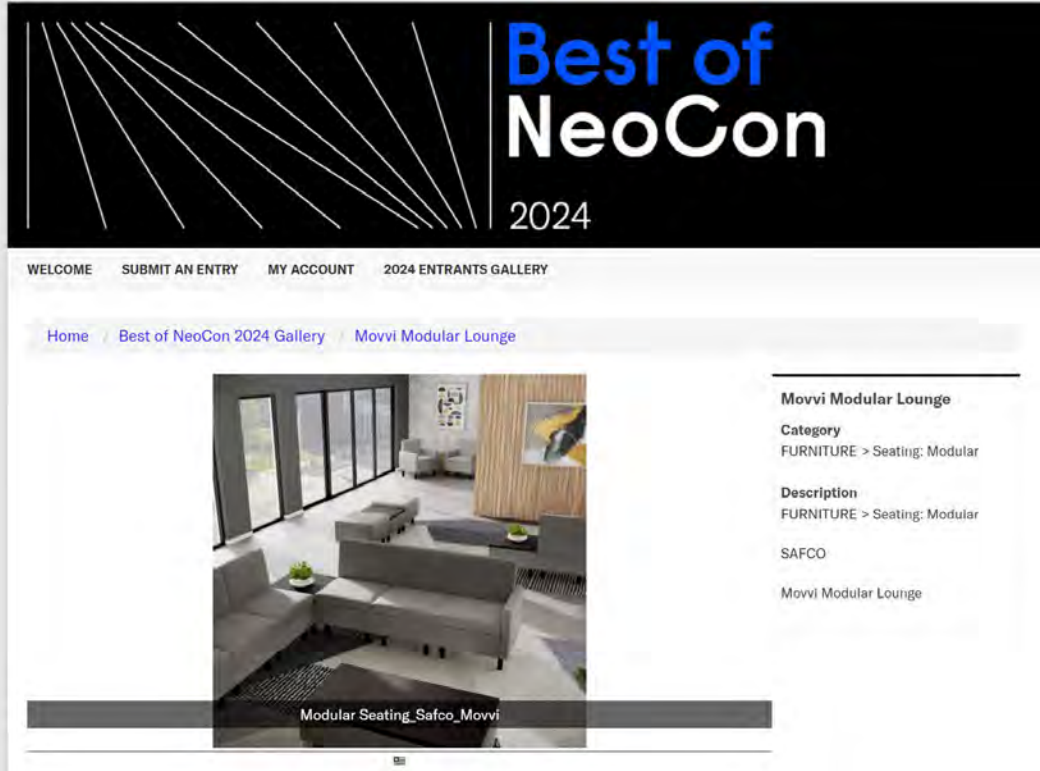 Best of
NeoCon
2024
WELCOME SUBMIT AN ENTRY MY ACCOUNT 2024 ENTRANTS GALLERY
Home / Best of NeoCon 2024 Gallery / Movvi Modular Lounge
Movvi Modular Lounge
Category
FURNITURE > Seating: Modular
Description
FURNITURE > Seating: Modular
SAFCO
Movvi Modular Lounge
Modular Seating_Safco_Movvi